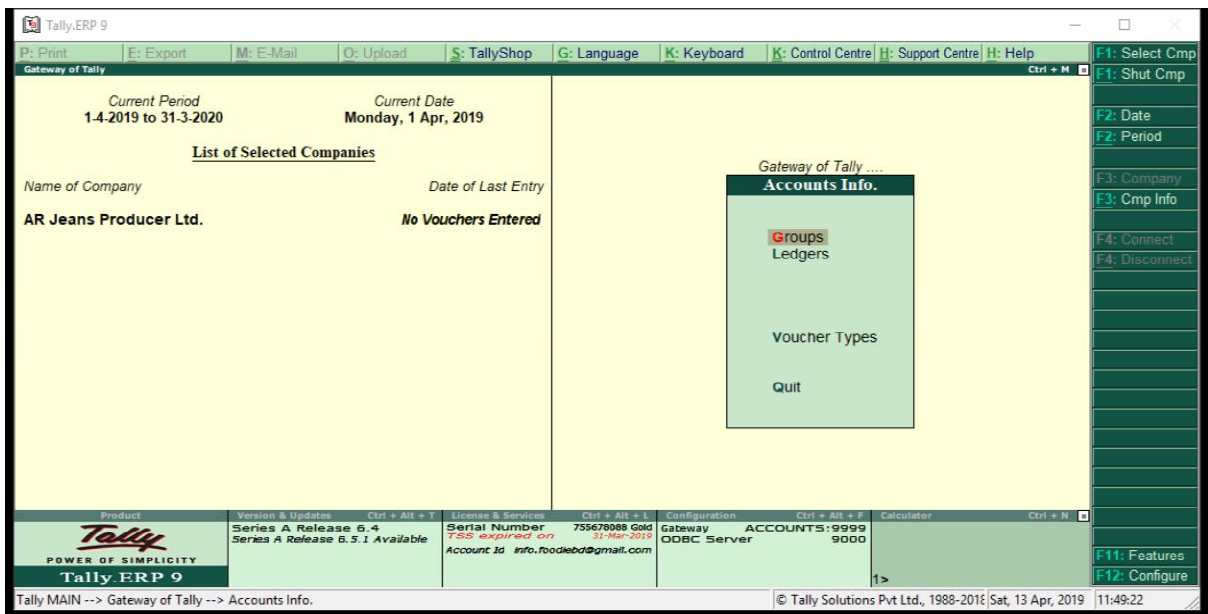 Tally.ERP 9
P: Print E: Export M: E-Mail O: Upload S: TallyShop G: Language K: Keyboard K: Control Centre H: Support Centre H: Help
Gateway of Tally Ctrl + M
Current Period Current Date
1-4-2019 to 31-3-2020 Monday, 1 Apr, 2019
List of Selected Companies
Name of Company Date of Last Entry
AR Jeans Producer Ltd. No Vouchers Entered
Gateway of Tally ....
Accounts Info.
Groups
Ledgers
Voucher Types
Quit
F1: Select Cmp
F1: Shut Cmp
F2: Date
F2: Period
F3: Company
F3: Cmp Info
F4: Connect
F4: Disconnect
F11: Features
F12: Configure
Product
Tally
POWER OF SIMPLICITY
Tally.ERP 9
Version & Updates Ctrl + Alt + T
Series A Release 6.4
Series A Release 6.5.1 Available
License & Services Ctrl + Alt + L
Serial Number 755678088 Gold
TSS expired on 31-Mar-2019
Account Id info.foodiebd@gmail.com
Configuration Ctrl + Alt + F
Gateway ACCOUNTS:9999
ODBC Server 9000
Calculator Ctrl + N
1>
Tally MAIN --> Gateway of Tally --> Accounts Info. © Tally Solutions Pvt Ltd., 1988-2018 Sat, 13 Apr, 2019 11:49:22